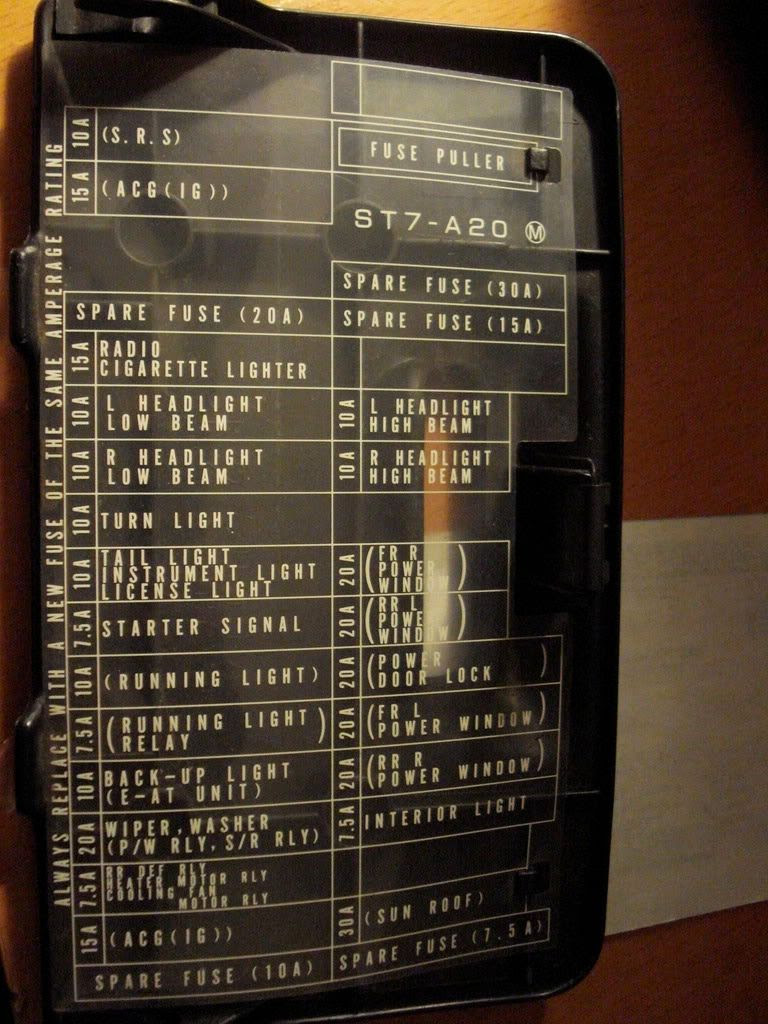 ALWAYS REPLACE WITH A NEW FUSE OF THE SAME AMPERAGE RATING
10A (S.R.S)
15A (ACG(IG))
FUSE PULLER
ST7-A20 M
SPARE FUSE (30A)
SPARE FUSE (20A)
SPARE FUSE (15A)
15A RADIO
CIGARETTE LIGHTER
10A L HEADLIGHT
LOW BEAM
10A L HEADLIGHT
HIGH BEAM
10A R HEADLIGHT
LOW BEAM
10A R HEADLIGHT
HIGH BEAM
10A TURN LIGHT
10A TAIL LIGHT
INSTRUMENT LIGHT
LICENSE LIGHT
20A (FR R
POWER
WINDOW)
7.5A STARTER SIGNAL
20A (RR L
POWER
WINDOW)
10A (RUNNING LIGHT)
20A (POWER
DOOR LOCK)
7.5A (RUNNING LIGHT
RELAY)
20A (FR L
POWER WINDOW)
10A BACK-UP LIGHT
(E-AT UNIT)
20A (RR R
POWER WINDOW)
20A WIPER,WASHER
(P/W RLY, S/R RLY)
7.5A INTERIOR LIGHT
7.5A RR DEF RLY
HEATER MOTOR RLY
COOLING FAN
MOTOR RLY
15A (ACG(IG))
30A (SUN ROOF)
SPARE FUSE (10A)
SPARE FUSE (7.5A)